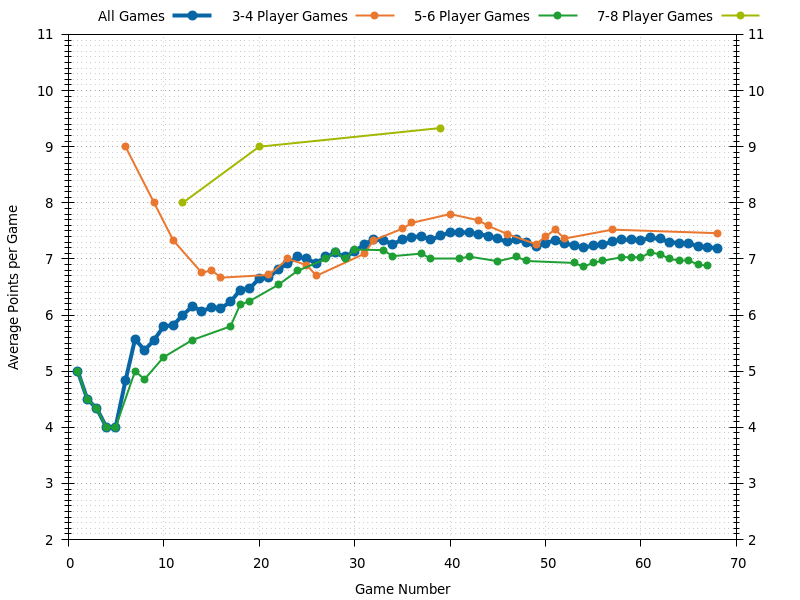 All Games 3-4 Player Games 5-6 Player Games 7-8 Player Games
11 11
10 10
9 9
8 8
7 7
6 6
5 5
4 4
3 3
2 2
0 10 20 30 40 50 60 70
Average Points per Game
Game Number